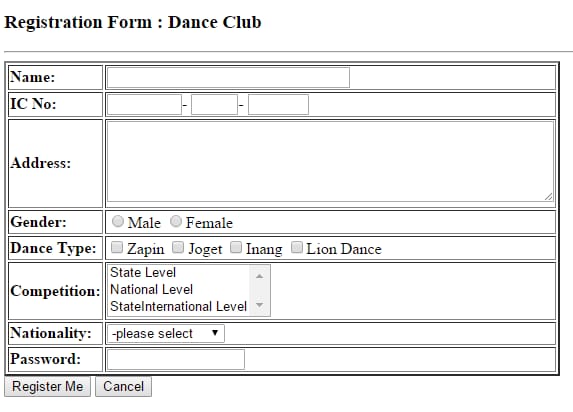 Registration Form : Dance Club
Name:
IC No: - -
Address:
Gender: Male Female
Dance Type: Zapin Joget Inang Lion Dance
Competition: State Level
National Level
StateInternational Level
Nationality: -please select
Password:
Register Me Cancel